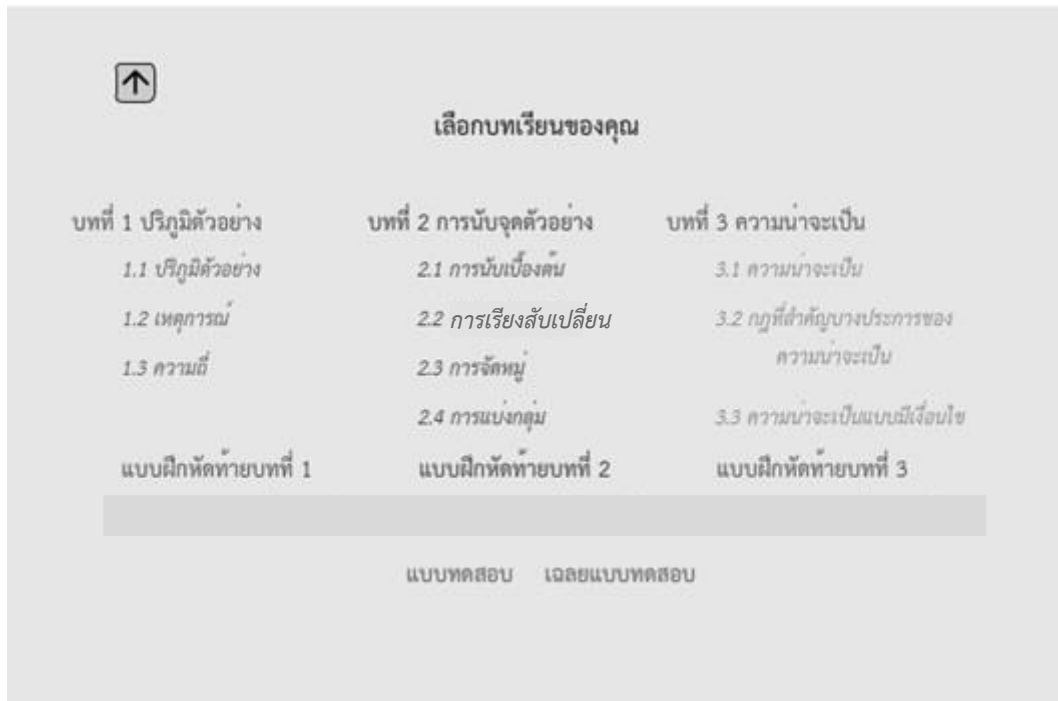 เลือกบทเรียนของคุณ
บทที่ 1 ปริภูมิตัวอย่าง
1.1 ปริภูมิตัวอย่าง
1.2 เหตุการณ์
1.3 ความถี่
แบบฝึกหัดท้ายบทที่ 1
บทที่ 2 การนับจุดตัวอย่าง
2.1 การนับเบื้องต้น
2.2 การเรียงสับเปลี่ยน
2.3 การจัดหมู่
2.4 การแบ่งกลุ่ม
แบบฝึกหัดท้ายบทที่ 2
บทที่ 3 ความน่าจะเป็น
3.1 ความน่าจะเป็น
3.2 กฎที่สำคัญบางประการของ
ความน่าจะเป็น
3.3 ความน่าจะเป็นแบบมีเงื่อนไข
แบบฝึกหัดท้ายบทที่ 3
แบบทดสอบ เฉลยแบบทดสอบ